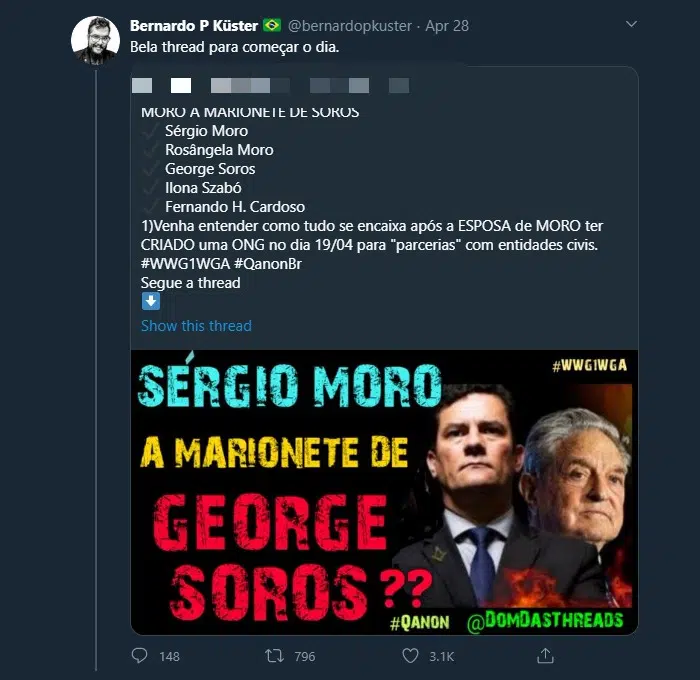 Bernardo P Küster 🇧🇷 @bernardopkuster · Apr 28
Bela thread para começar o dia.
MORO A MARIONETE DE SOROS
✓ Sérgio Moro
✓ Rosângela Moro
✓ George Soros
✓ Ilona Szabó
✓ Fernando H. Cardoso
1)Venha entender como tudo se encaixa após a ESPOSA de MORO ter
CRIADO uma ONG no dia 19/04 para "parcerias" com entidades civis.
#WWG1WGA #QanonBr
Segue a thread
⬇️
Show this thread
#WWG1WGA
SÉRGIO MORO
A MARIONETE DE
GEORGE
SOROS ??
#QANON @DOMDASTHREADS
148 796 3.1K